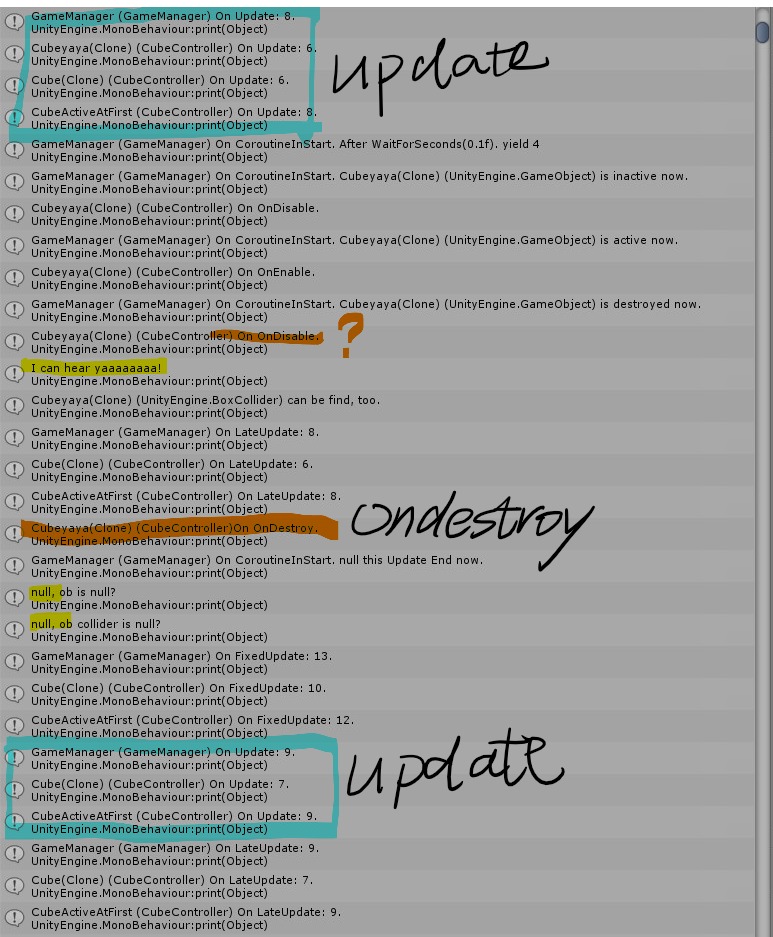 GameManager (GameManager) On Update: 8.
UnityEngine.MonoBehaviour:print(Object)
Cubeyaya(Clone) (CubeController) On Update: 6.
UnityEngine.MonoBehaviour:print(Object)
update
Cube(Clone) (CubeController) On Update: 6.
UnityEngine.MonoBehaviour:print(Object)
CubeActiveAtFirst (CubeController) On Update: 8.
UnityEngine.MonoBehaviour:print(Object)
GameManager (GameManager) On CoroutineInStart. After WaitForSeconds(0.1f). yield 4
UnityEngine.MonoBehaviour:print(Object)
GameManager (GameManager) On CoroutineInStart. Cubeyaya(Clone) (UnityEngine.GameObject) is inactive now.
UnityEngine.MonoBehaviour:print(Object)
Cubeyaya(Clone) (CubeController) On OnDisable.
UnityEngine.MonoBehaviour:print(Object)
GameManager (GameManager) On CoroutineInStart. Cubeyaya(Clone) (UnityEngine.GameObject) is active now.
UnityEngine.MonoBehaviour:print(Object)
Cubeyaya(Clone) (CubeController) On OnEnable.
UnityEngine.MonoBehaviour:print(Object)
GameManager (GameManager) On CoroutineInStart. Cubeyaya(Clone) (UnityEngine.GameObject) is destroyed now.
UnityEngine.MonoBehaviour:print(Object)
Cubeyaya(Clone) (CubeController) On OnDisable.
?
UnityEngine.MonoBehaviour:print(Object)
I can hear yaaaaaaaa!
UnityEngine.MonoBehaviour:print(Object)
Cubeyaya(Clone) (UnityEngine.BoxCollider) can be find, too.
UnityEngine.MonoBehaviour:print(Object)
GameManager (GameManager) On LateUpdate: 8.
UnityEngine.MonoBehaviour:print(Object)
Cube(Clone) (CubeController) On LateUpdate: 6.
UnityEngine.MonoBehaviour:print(Object)
CubeActiveAtFirst (CubeController) On LateUpdate: 8.
UnityEngine.MonoBehaviour:print(Object)
Cubeyaya(Clone) (CubeController)On OnDestroy.
ondestroy
UnityEngine.MonoBehaviour:print(Object)
GameManager (GameManager) On CoroutineInStart. null this Update End now.
UnityEngine.MonoBehaviour:print(Object)
null, ob is null?
UnityEngine.MonoBehaviour:print(Object)
null, ob collider is null?
UnityEngine.MonoBehaviour:print(Object)
GameManager (GameManager) On FixedUpdate: 13.
UnityEngine.MonoBehaviour:print(Object)
Cube(Clone) (CubeController) On FixedUpdate: 10.
UnityEngine.MonoBehaviour:print(Object)
CubeActiveAtFirst (CubeController) On FixedUpdate: 12.
UnityEngine.MonoBehaviour:print(Object)
GameManager (GameManager) On Update: 9.
UnityEngine.MonoBehaviour:print(Object)
update
Cube(Clone) (CubeController) On Update: 7.
UnityEngine.MonoBehaviour:print(Object)
CubeActiveAtFirst (CubeController) On Update: 9.
UnityEngine.MonoBehaviour:print(Object)
GameManager (GameManager) On LateUpdate: 9.
UnityEngine.MonoBehaviour:print(Object)
Cube(Clone) (CubeController) On LateUpdate: 7.
UnityEngine.MonoBehaviour:print(Object)
CubeActiveAtFirst (CubeController) On LateUpdate: 9.
UnityEngine.MonoBehaviour:print(Object)